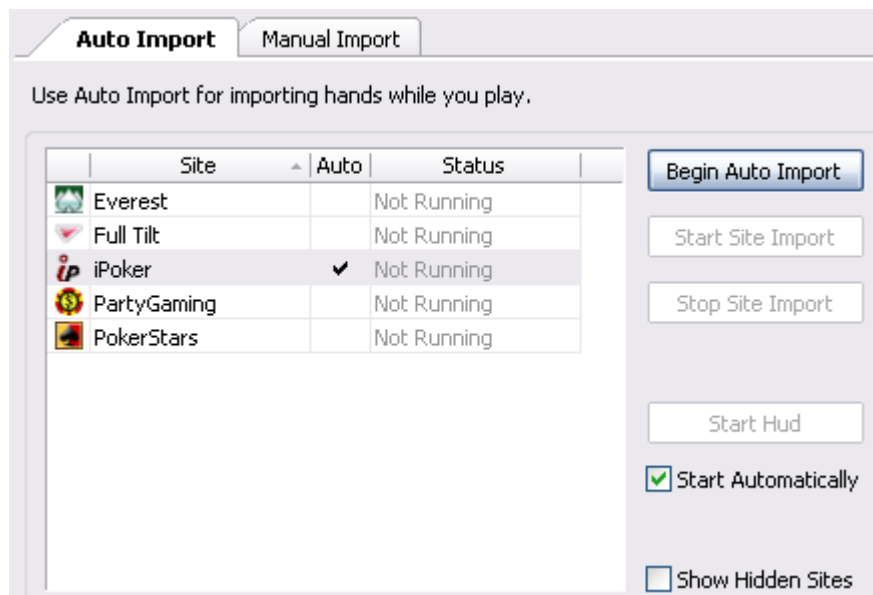 Auto Import Manual Import
Use Auto Import for importing hands while you play.
Site Auto Status
Begin Auto Import
Everest Not Running
Full Tilt Not Running
Start Site Import
iP iPoker Not Running
PartyGaming Not Running
Stop Site Import
PokerStars Not Running
Start Hud
Start Automatically
Show Hidden Sites